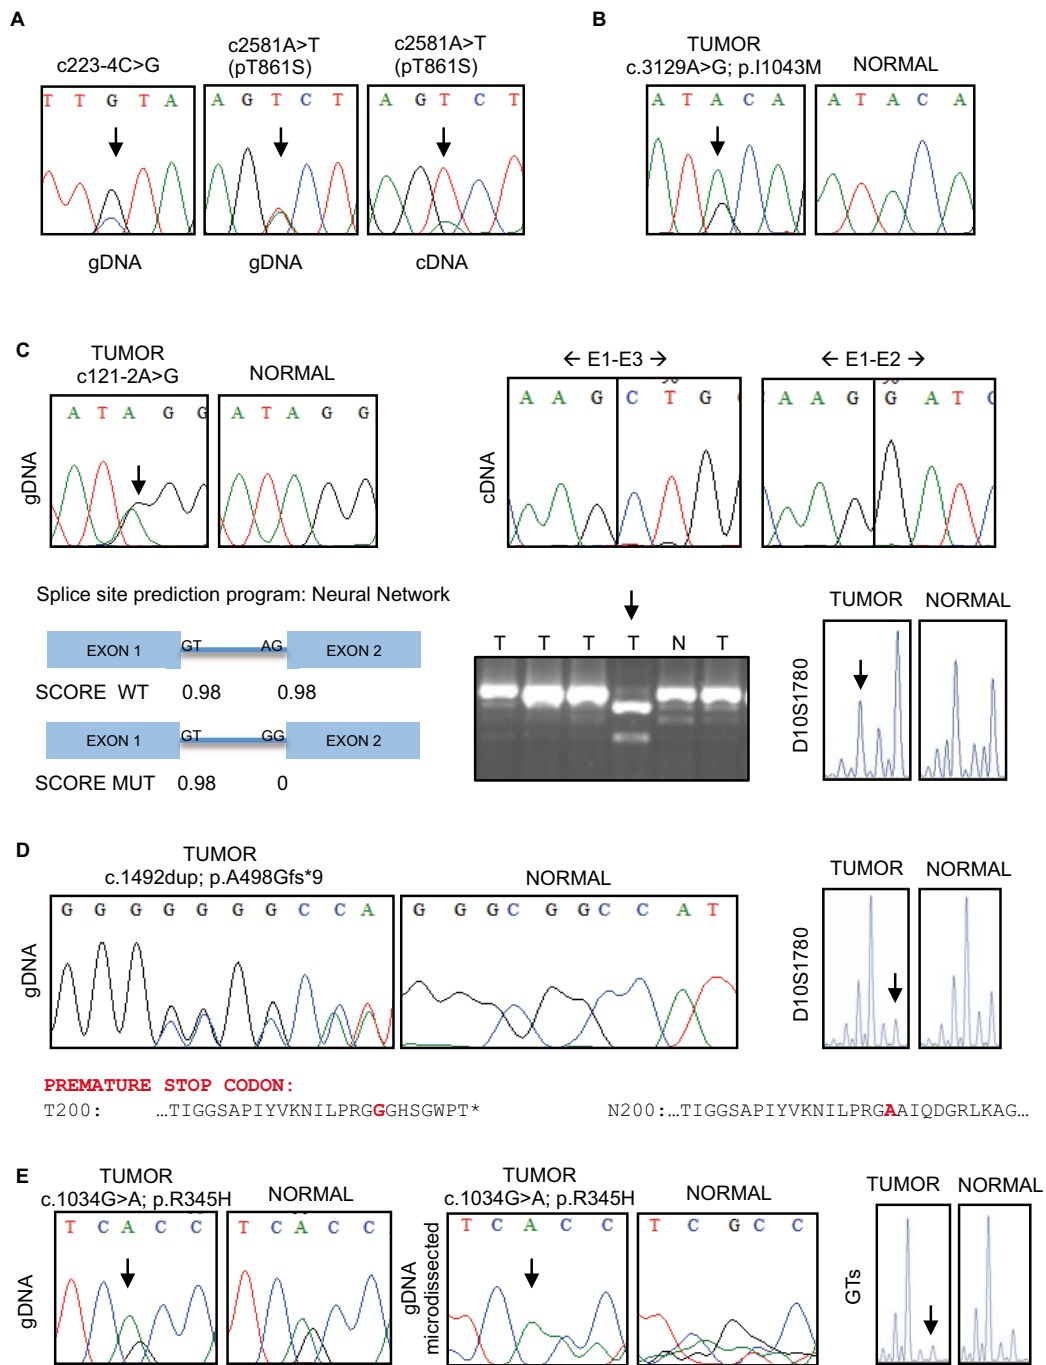 A
c223-4C>G
c2581A>T
(pT861S)
c2581A>T
(pT861S)
T T G T A
A G T C T
A G T C T
gDNA
gDNA
cDNA
B
TUMOR
c.3129A>G; p.I1043M
NORMAL
A T A C A
A T A C A
C
TUMOR
c121-2A>G
NORMAL
gDNA
A T A G G
A T A G G
← E1-E3 →
← E1-E2 →
cDNA
A A G C T G
A A G G A T C
Splice site prediction program: Neural Network
EXON 1 GT AG EXON 2
SCORE WT 0.98 0.98
EXON 1 GT GG EXON 2
SCORE MUT 0.98 0
T T T T N T
TUMOR NORMAL
D10S1780
D
TUMOR
c.1492dup; p.A498Gfs*9
NORMAL
gDNA
G G G G G G G C C A
G G G C G G C C A T
TUMOR NORMAL
D10S1780
PREMATURE STOP CODON:
T200: …TIGGSAPIYVKNILPRGGGHSGWPT*
N200:…TIGGSAPIYVKNILPRGAAIQDGRLKAG…
E
TUMOR
c.1034G>A; p.R345H
NORMAL
gDNA
T C A C C
T C A C C
TUMOR
c.1034G>A; p.R345H
NORMAL
gDNA
microdissected
T C A C C
T C G C C
TUMOR NORMAL
GTs